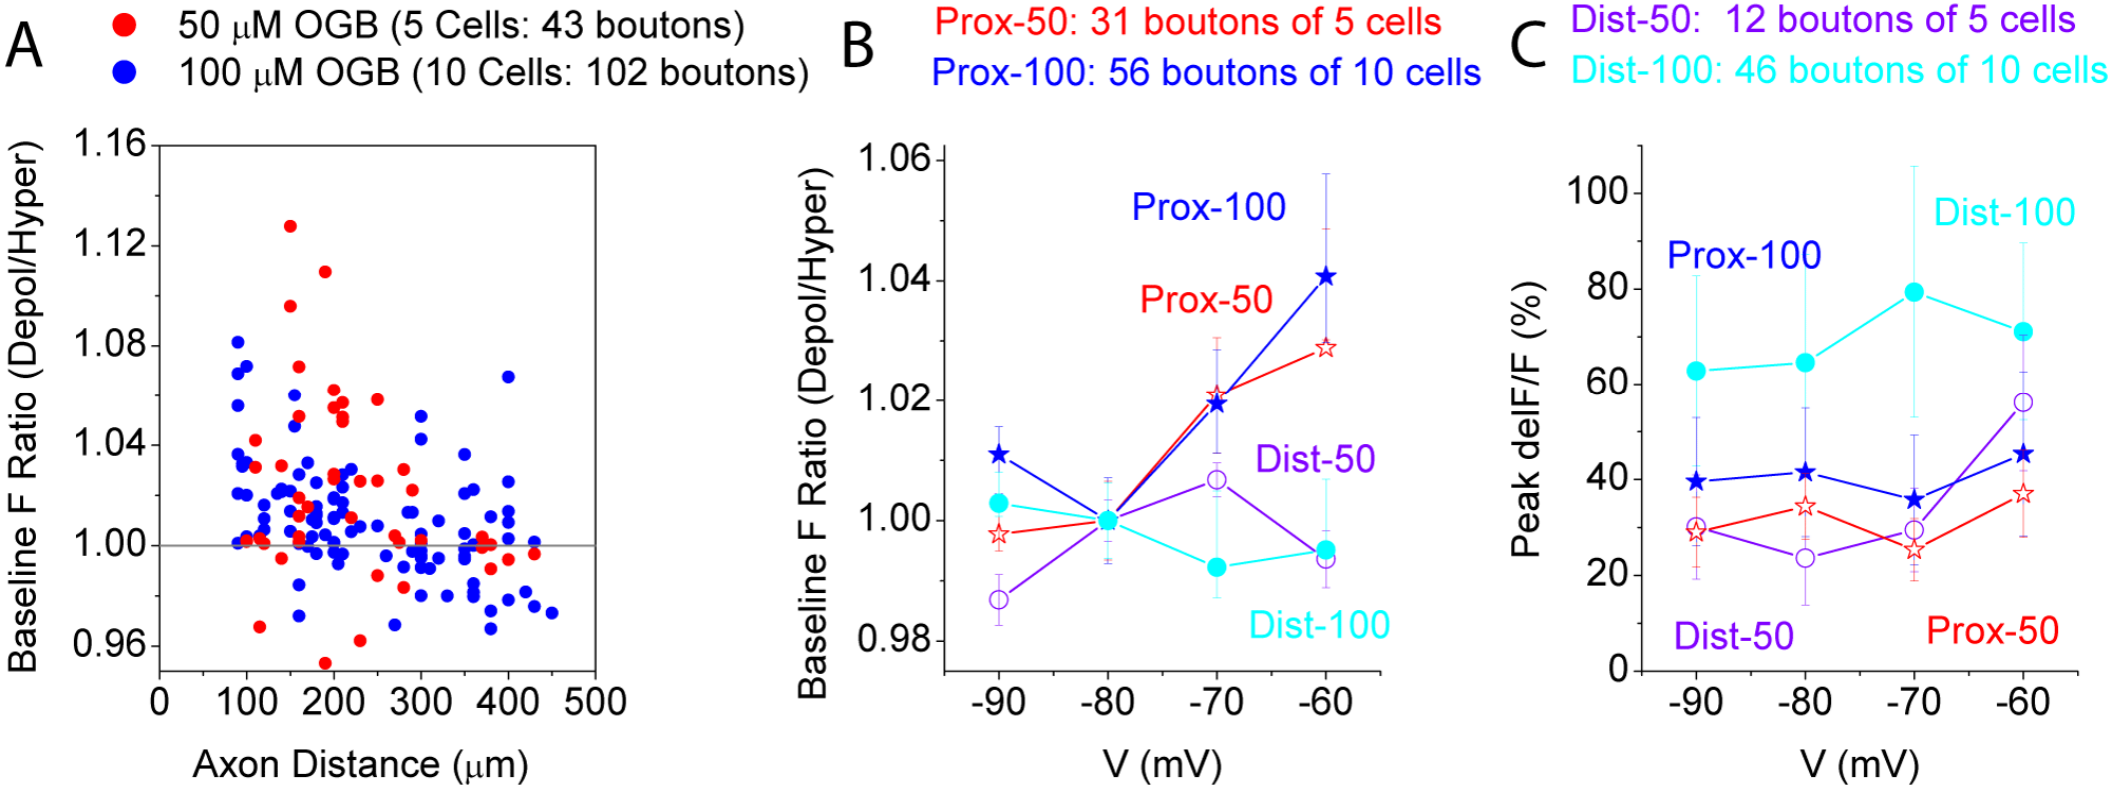 A
50 μM OGB (5 Cells: 43 boutons)
100 μM OGB (10 Cells: 102 boutons)
Baseline F Ratio (Depol/Hyper)
1.16
1.12
1.08
1.04
1.00
0.96
0 100 200 300 400 500
Axon Distance (μm)
B
Prox-50: 31 boutons of 5 cells
Prox-100: 56 boutons of 10 cells
Baseline F Ratio (Depol/Hyper)
1.06
1.04
1.02
1.00
0.98
Prox-100
Prox-50
Dist-50
Dist-100
-90 -80 -70 -60
V (mV)
C
Dist-50: 12 boutons of 5 cells
Dist-100: 46 boutons of 10 cells
Peak delF/F (%)
100
80
60
40
20
0
Dist-100
Prox-100
Dist-50
Prox-50
-90 -80 -70 -60
V (mV)